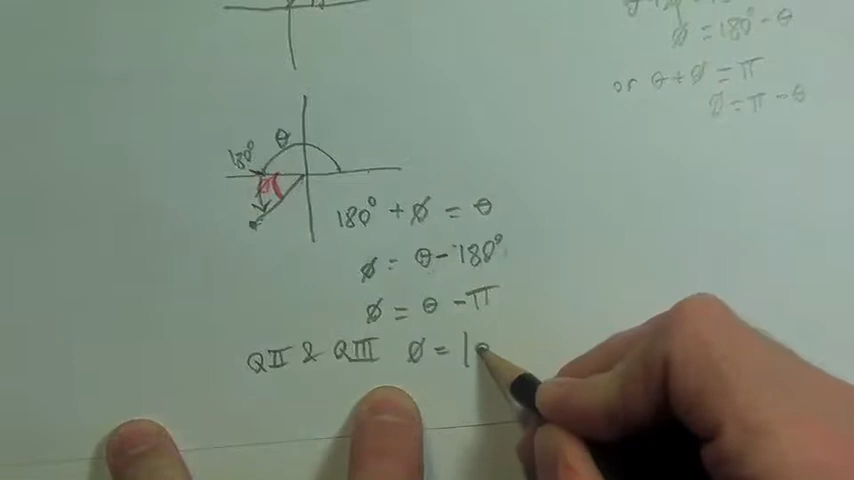 ø = 180° - θ
or θ + ø = π
ø = π - θ
θ
180°
ø
180° + ø = θ
ø = θ - 180°
ø = θ - π
QII & QIII ø = |θ